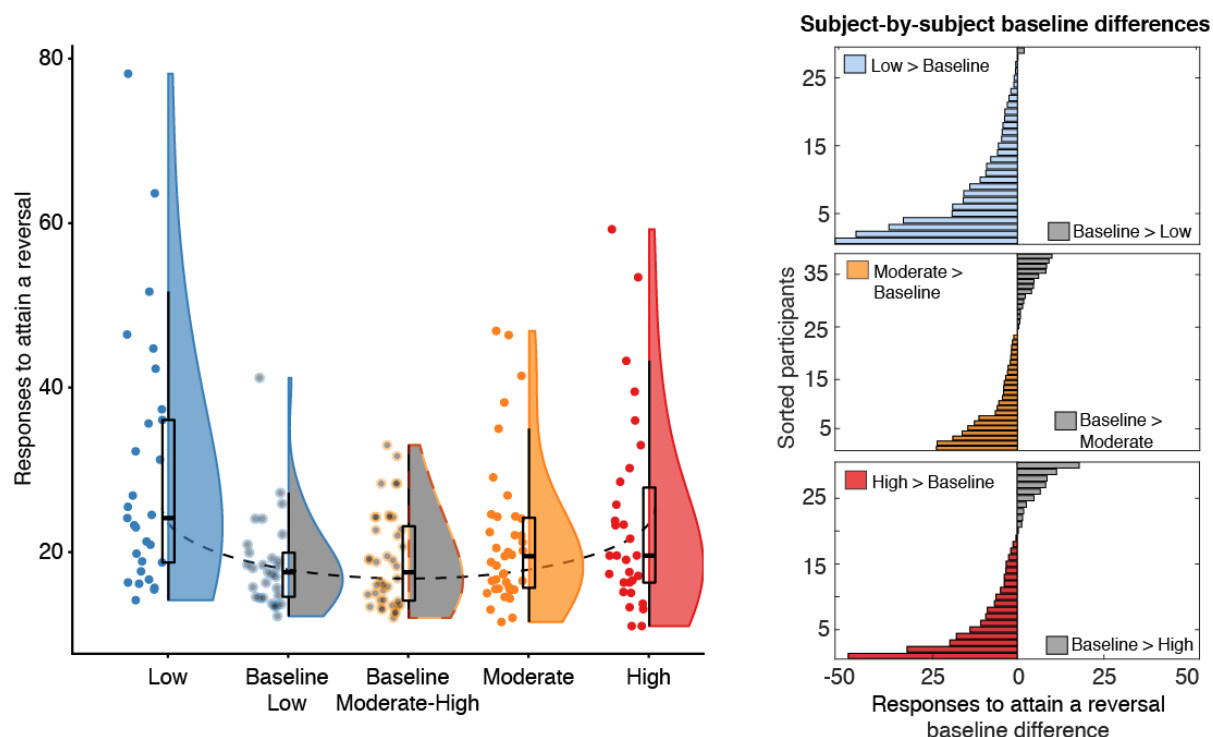 Subject-by-subject baseline differences
80
60
40
20
Responses to attain a reversal
Low
Baseline
Low
Baseline
Moderate-High
Moderate
High
Low > Baseline
25
15
5
Baseline > Low
Moderate >
Baseline
35
25
15
5
Baseline >
Moderate
Sorted participants
High > Baseline
25
15
5
Baseline > High
-50
25
0
25
50
Responses to attain a reversal
baseline difference